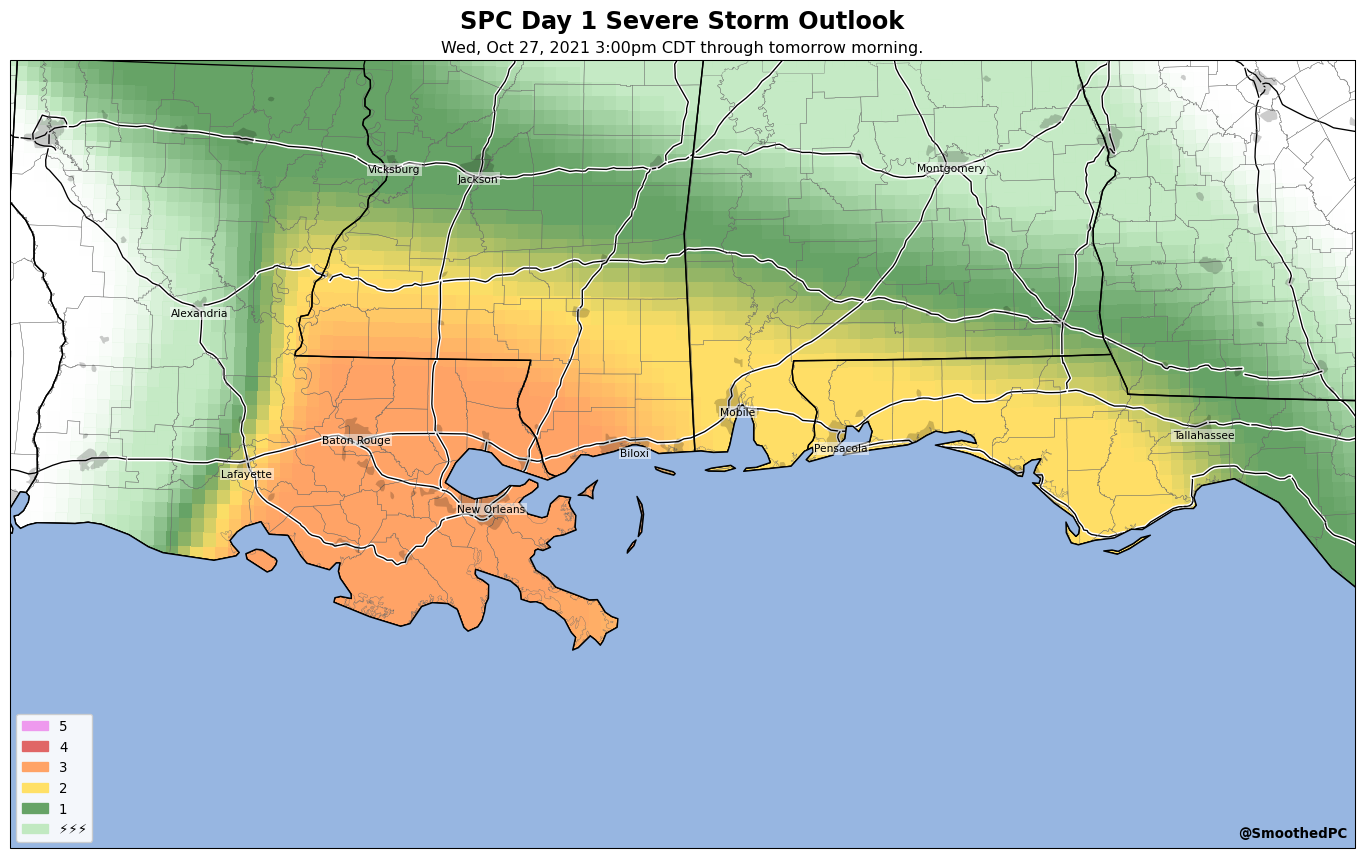 SPC Day 1 Severe Storm Outlook
Wed, Oct 27, 2021 3:00pm CDT through tomorrow morning.
Vicksburg
Jackson
Montgomery
Alexandria
Mobile
Baton Rouge
Biloxi
Pensacola
Tallahassee
Lafayette
New Orleans
5
4
3
2
1
⚡⚡⚡
@SmoothedPC